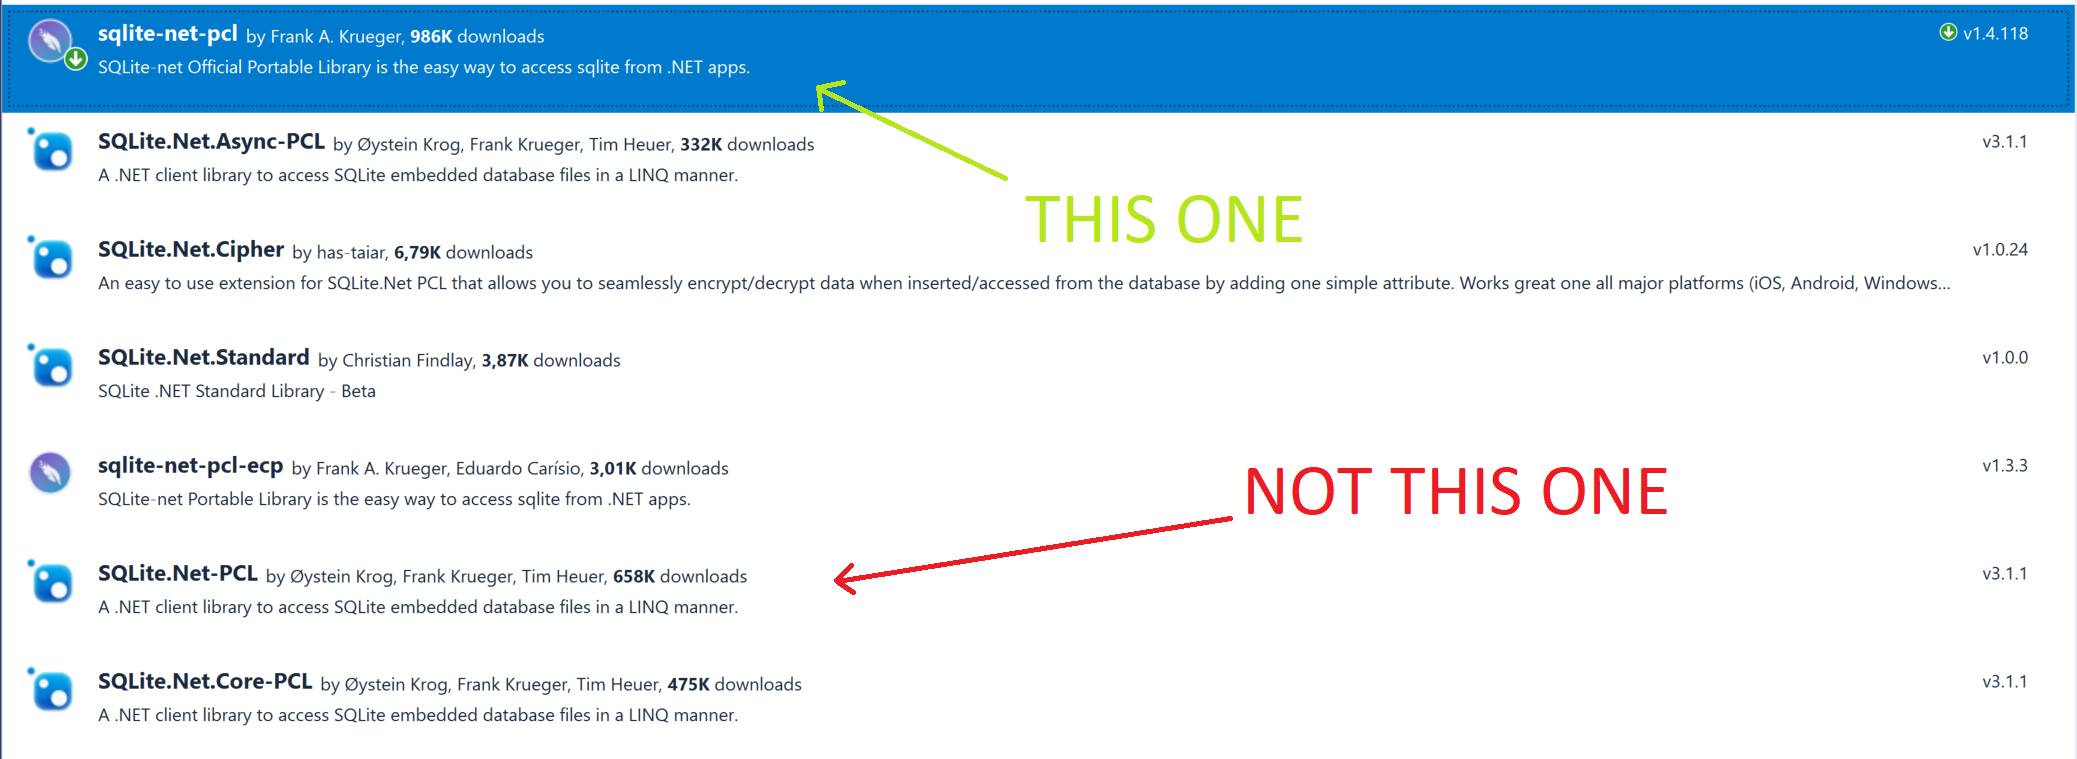 sqlite-net-pcl by Frank A. Krueger, 986K downloads v1.4.118
SQLite-net Official Portable Library is the easy way to access sqlite from .NET apps.
SQLite.Net.Async-PCL by Øystein Krog, Frank Krueger, Tim Heuer, 332K downloads v3.1.1
A .NET client library to access SQLite embedded database files in a LINQ manner.
THIS ONE
SQLite.Net.Cipher by has-taiar, 6,79K downloads v1.0.24
An easy to use extension for SQLite.Net PCL that allows you to seamlessly encrypt/decrypt data when inserted/accessed from the database by adding one simple attribute. Works great one all major platforms (iOS, Android, Windows...
SQLite.Net.Standard by Christian Findlay, 3,87K downloads v1.0.0
SQLite .NET Standard Library - Beta
sqlite-net-pcl-ecp by Frank A. Krueger, Eduardo Carísio, 3,01K downloads v1.3.3
SQLite-net Portable Library is the easy way to access sqlite from .NET apps.
NOT THIS ONE
SQLite.Net-PCL by Øystein Krog, Frank Krueger, Tim Heuer, 658K downloads v3.1.1
A .NET client library to access SQLite embedded database files in a LINQ manner.
SQLite.Net.Core-PCL by Øystein Krog, Frank Krueger, Tim Heuer, 475K downloads v3.1.1
A .NET client library to access SQLite embedded database files in a LINQ manner.